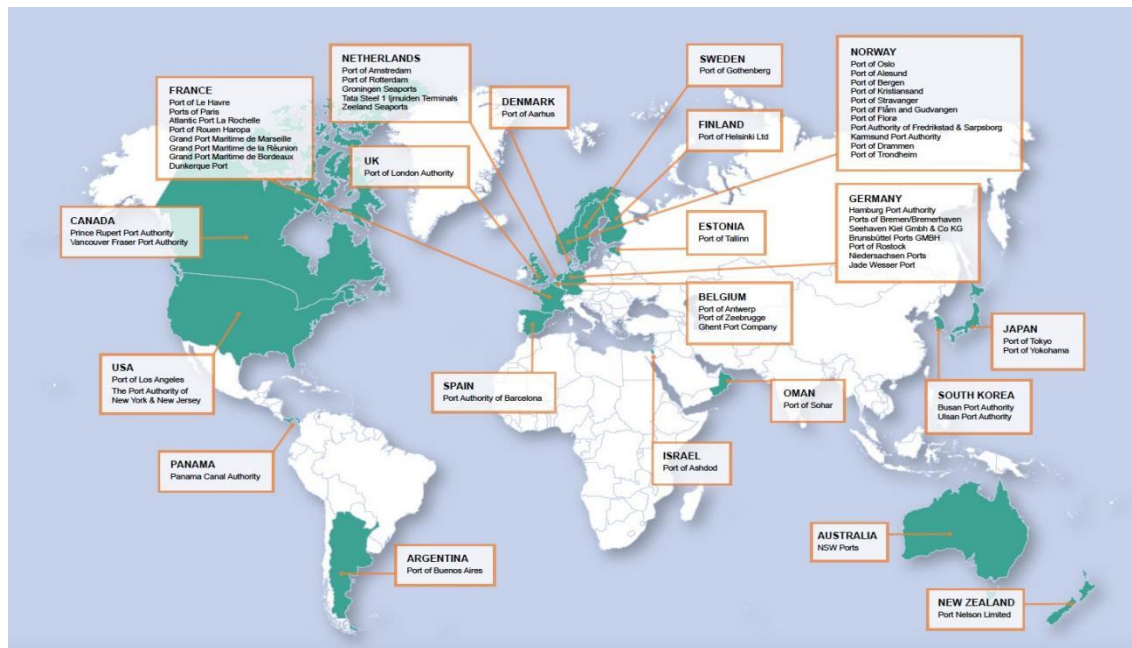 NETHERLANDS
Port of Amstredam
Port of Rotterdam
Groningen Seaports
Tata Steel 1 Ijmuiden Terminals
Zeeland Seaports
SWEDEN
Port of Gothenberg
NORWAY
Port of Oslo
Port of Alesund
Port of Bergen
Port of Kristiansand
Port of Stravanger
Port of Flåm and Gudvangen
Port of Florø
Port Authority of Fredrikstad & Sarpsborg
Karmsund Port Authority
Port of Drammen
Port of Trondheim
FRANCE
Port of Le Havre
Ports of Paris
Atlantic Port La Rochelle
Port of Rouen Haropa
Grand Port Maritime de Marseille
Grand Port Maritime de la Réunion
Grand Port Maritime de Bordeaux
Dunkerque Port
DENMARK
Port of Aarhus
FINLAND
Port of Helsinki Ltd
UK
Port of London Authority
GERMANY
Hamburg Port Authority
Ports of Bremen/Bremerhaven
Seehaven Kiel Gmbh & Co KG
Brunsbüttel Ports GMBH
Port of Rostock
Niedersachsen Ports
Jade Wesser Port
CANADA
Prince Rupert Port Authority
Vancouver Fraser Port Authority
ESTONIA
Port of Tallinn
BELGIUM
Port of Antwerp
Port of Zeebrugge
Ghent Port Company
JAPAN
Port of Tokyo
Port of Yokohama
USA
Port of Los Angeles
The Port Authority of
New York & New Jersey
SPAIN
Port Authority of Barcelona
OMAN
Port of Sohar
SOUTH KOREA
Busan Port Authority
Ulsan Port Authority
PANAMA
Panama Canal Authority
ISRAEL
Port of Ashdod
AUSTRALIA
NSW Ports
ARGENTINA
Port of Buenos Aires
NEW ZEALAND
Port Nelson Limited